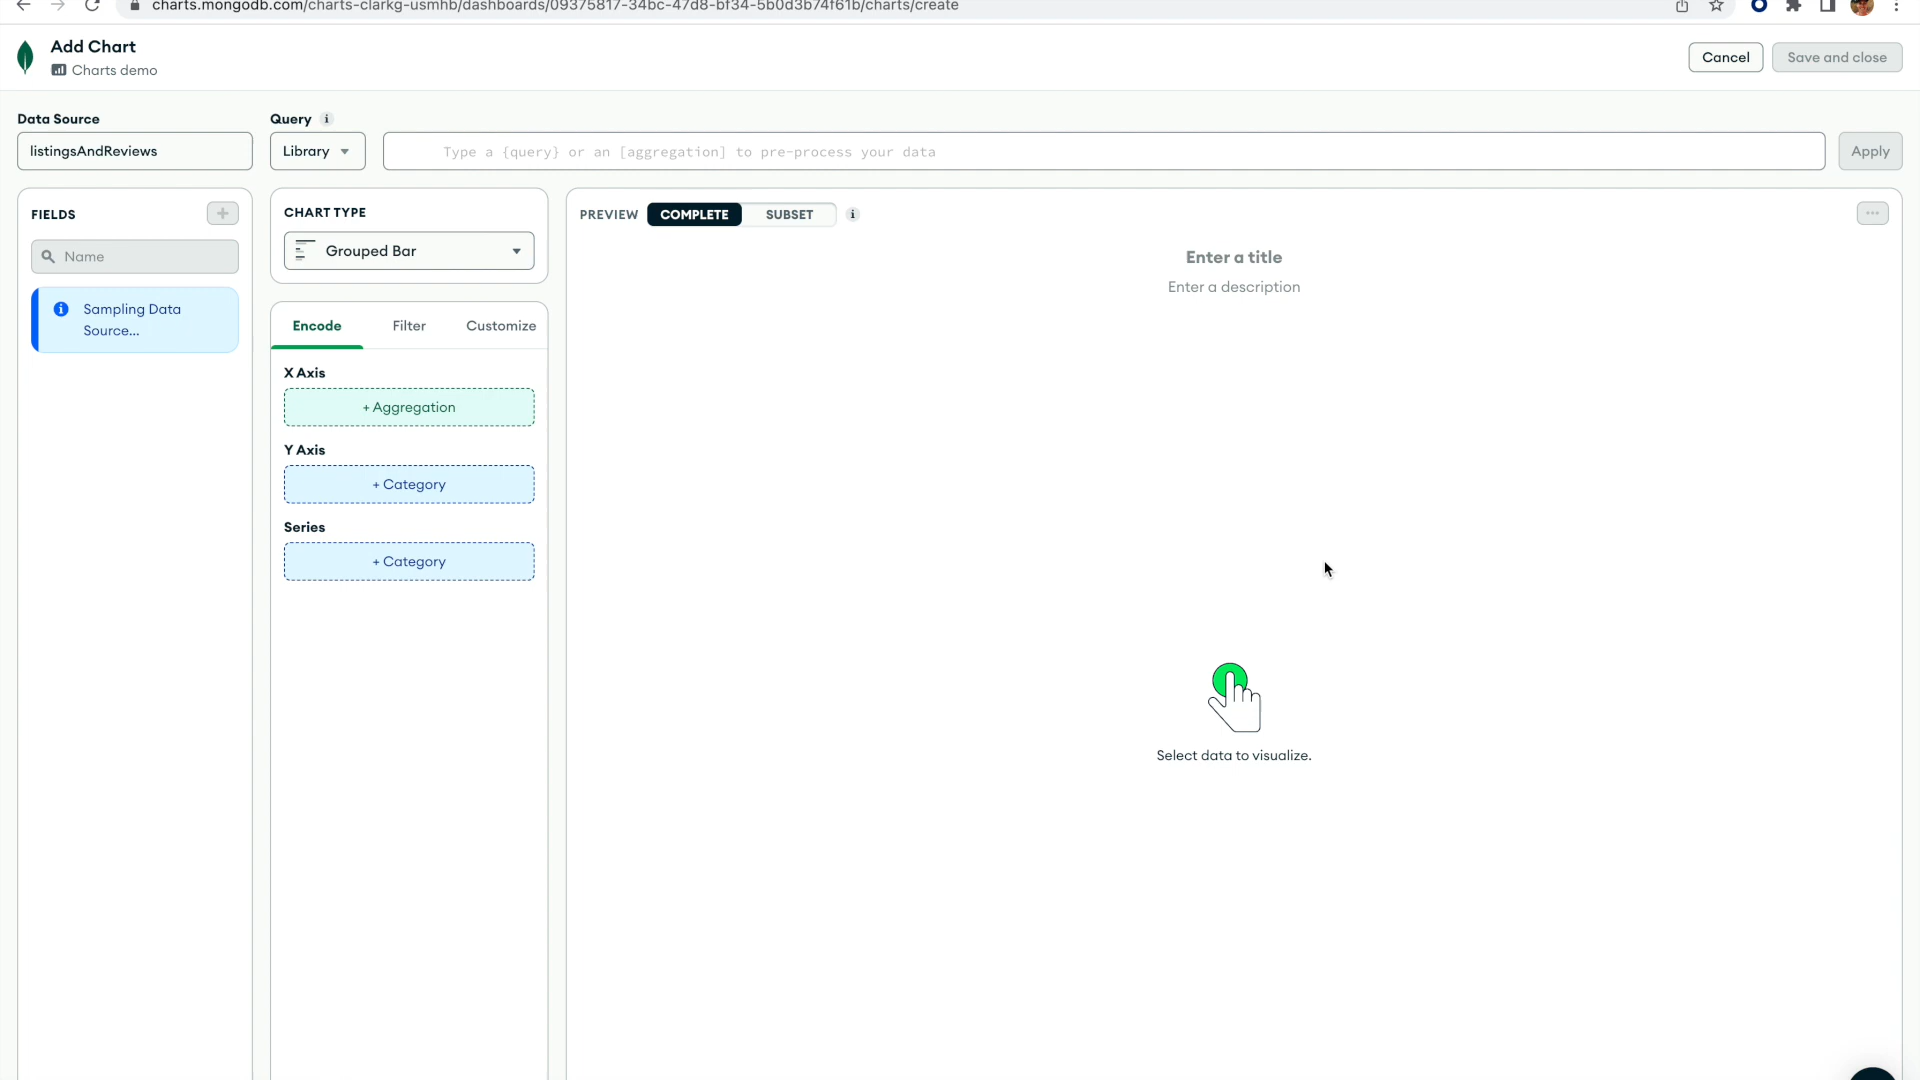 charts.mongodb.com/charts-clarkg-usmhb/dashboards/09375817-34bc-47d8-bf34-5b0d3b74f61b/charts/create
Add Chart
Charts demo
Cancel
Save and close
Data Source
Query
listingsAndReviews
Library
Type a {query} or an [aggregation] to pre-process your data
Apply
FIELDS
Name
Sampling Data
Source...
CHART TYPE
Grouped Bar
Encode
Filter
Customize
X Axis
+ Aggregation
Y Axis
+ Category
Series
+ Category
PREVIEW
COMPLETE
SUBSET
Enter a title
Enter a description
Select data to visualize.